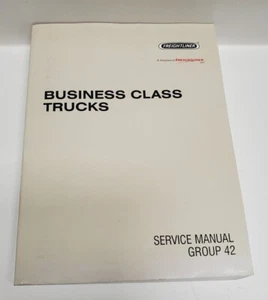 FREIGHTLINER
BUSINESS CLASS
TRUCKS
SERVICE MANUAL
GROUP 42